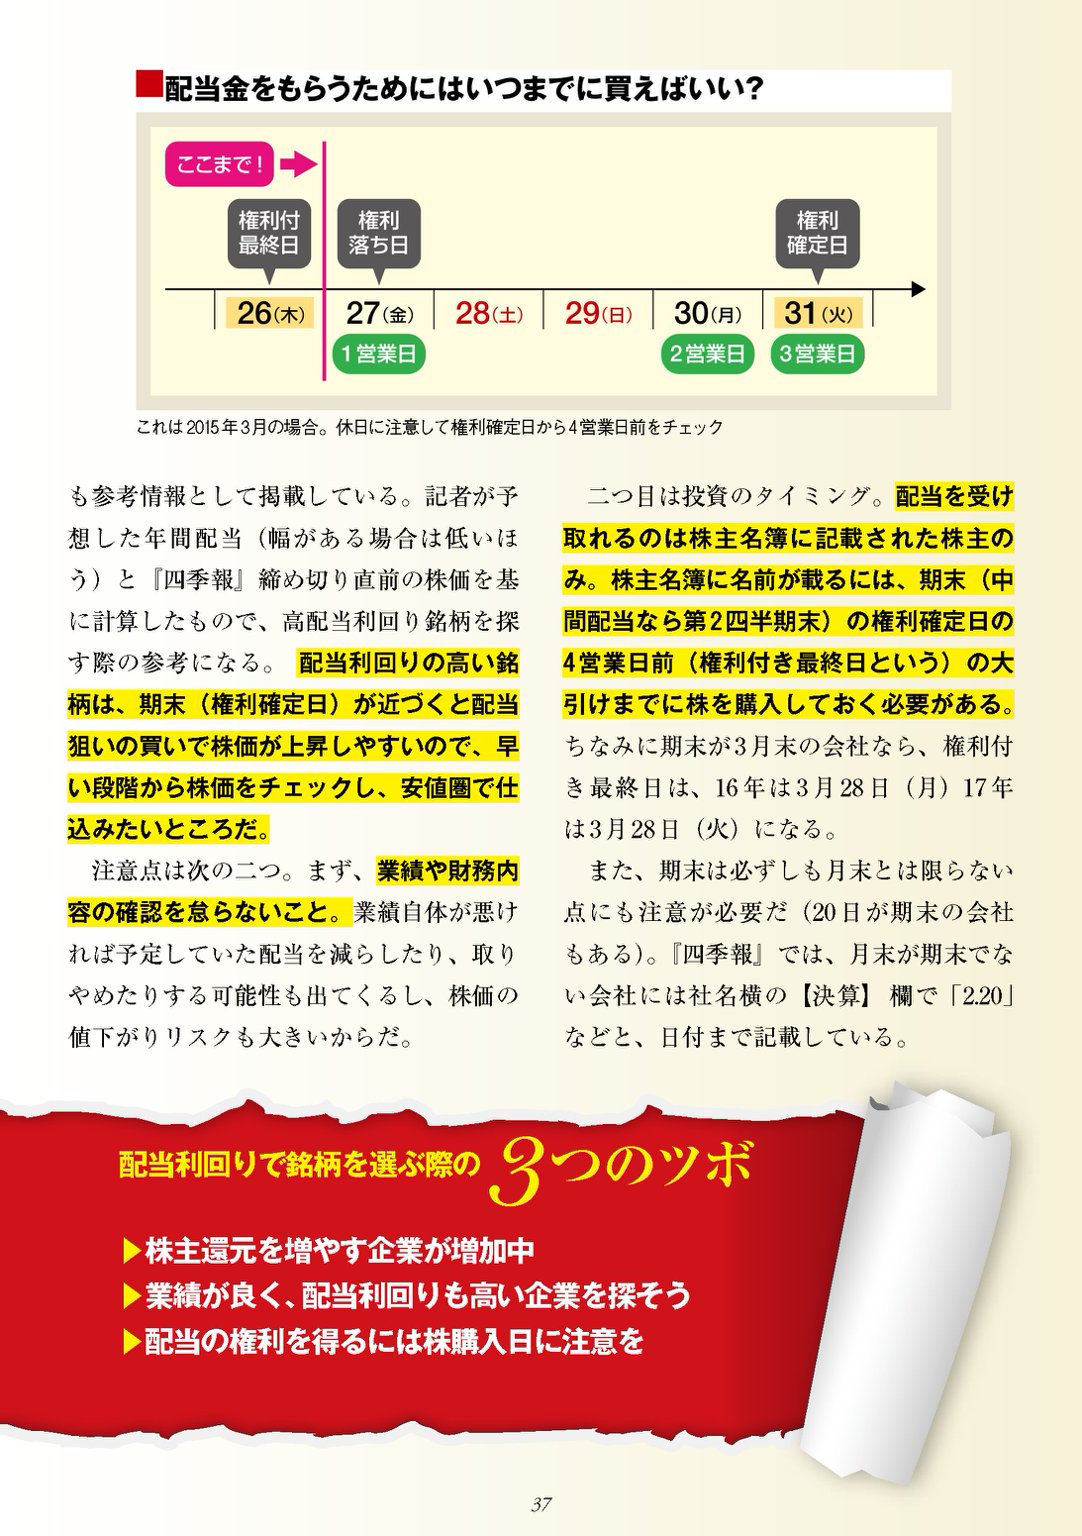 ■配当金をもらうためにはいつまでに買えばいい？
ここまで！
権利付
最終日
権利
落ち日
権利
確定日
26（木）
27（金）
28（土）
29（日）
30（月）
31（火）
1営業日
2営業日
3営業日
これは2015年3月の場合。休日に注意して権利確定日から4営業日前をチェック
も参考情報として掲載している。記者が予
想した年間配当（幅がある場合は低いほ
う）と『四季報』締め切り直前の株価を基
に計算したもので、高配当利回り銘柄を探
す際の参考になる。 配当利回りの高い銘
柄は、期末（権利確定日）が近づくと配当
狙いの買いで株価が上昇しやすいので、早
い段階から株価をチェックし、安値圏で仕
込みたいところだ。
　注意点は次の二つ。まず、業績や財務内
容の確認を怠らないこと。業績自体が悪け
れば予定していた配当を減らしたり、取り
やめたりする可能性も出てくるし、株価の
値下がりリスクも大きいからだ。
　二つ目は投資のタイミング。配当を受け
取れるのは株主名簿に記載された株主の
み。株主名簿に名前が載るには、期末（中
間配当なら第2四半期末）の権利確定日の
4営業日前（権利付き最終日という）の大
引けまでに株を購入しておく必要がある。
ちなみに期末が3月末の会社なら、権利付
き最終日は、16年は3月28日（月）17年
は3月28日（火）になる。
　また、期末は必ずしも月末とは限らない
点にも注意が必要だ（20日が期末の会社
もある）。『四季報』では、月末が期末でな
い会社には社名横の【決算】 欄で「2.20」
などと、日付まで記載している。
配当利回りで銘柄を選ぶ際の3つのツボ
▶株主還元を増やす企業が増加中
▶業績が良く、配当利回りも高い企業を探そう
▶配当の権利を得るには株購入日に注意を
37